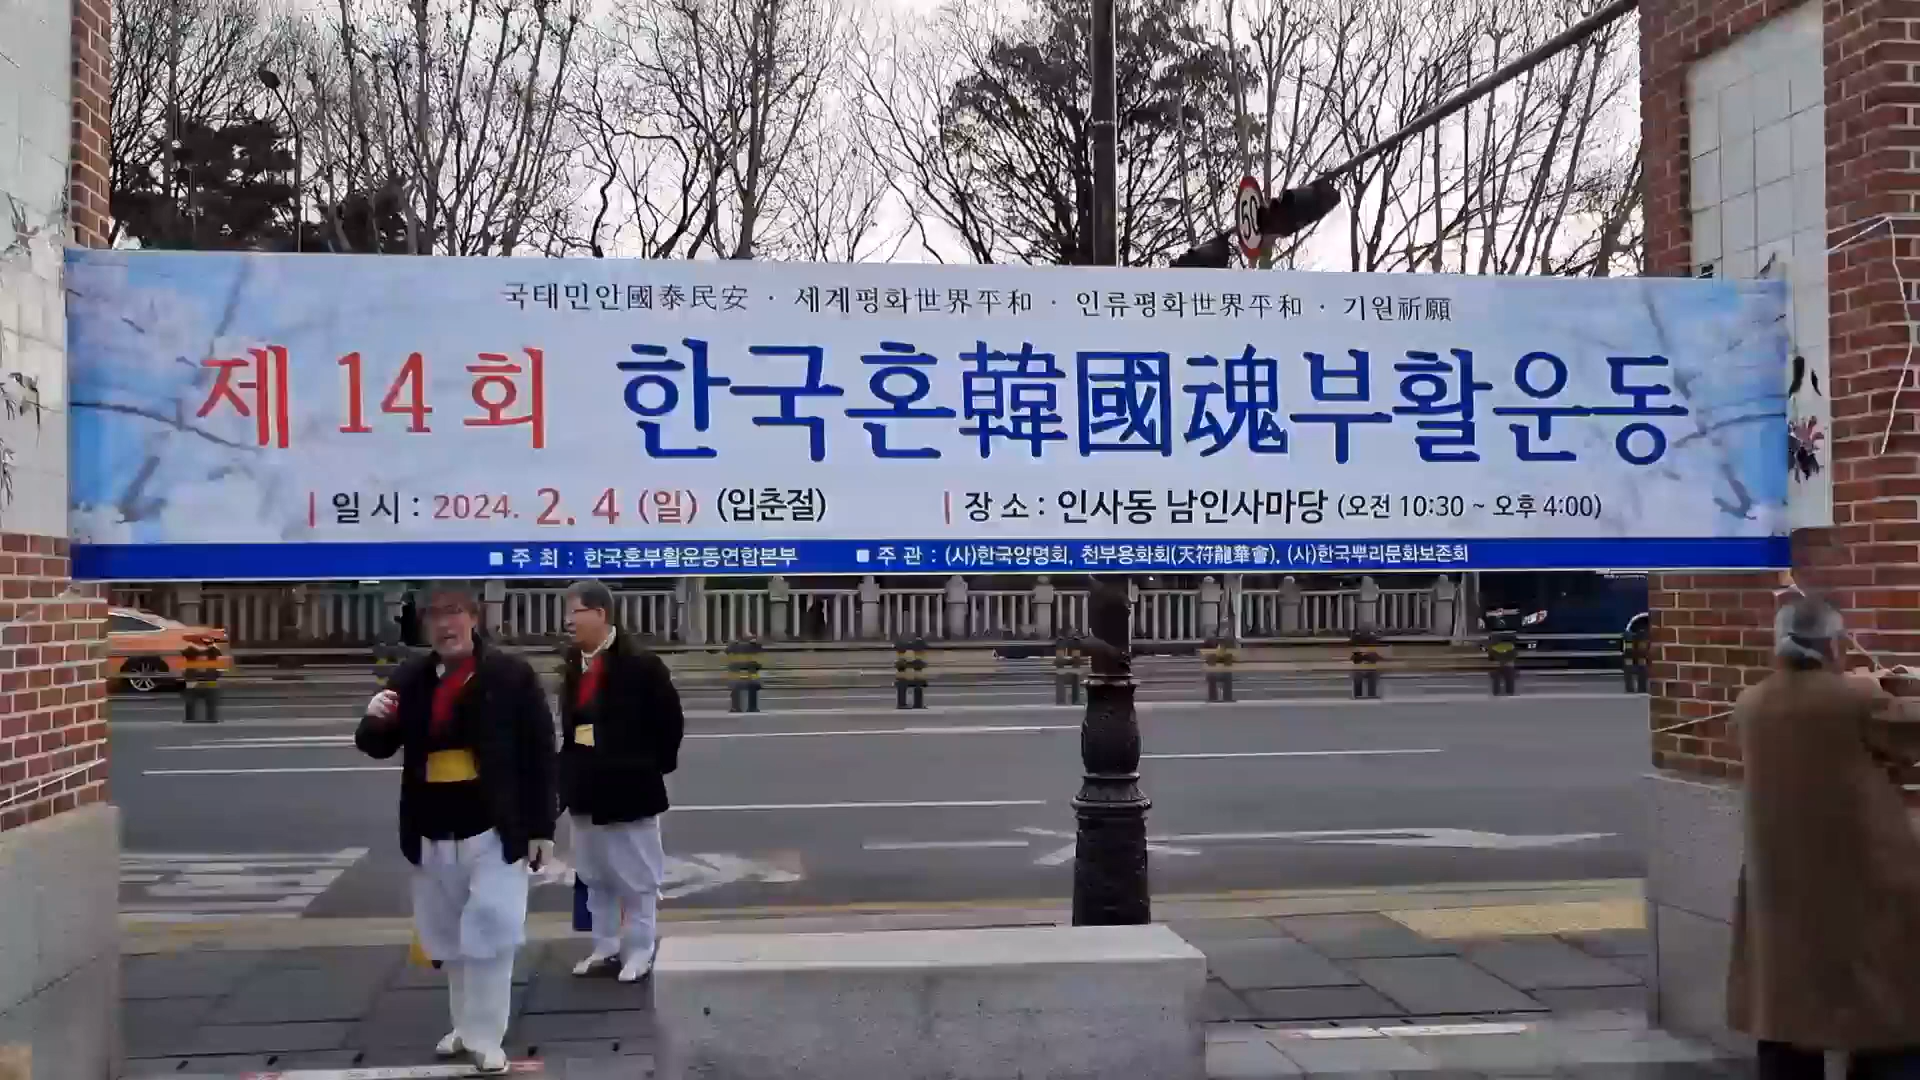 국태민안國泰民安 · 세계평화世界平和 · 인류평화世界平和 · 기원祈願
제 14 회 한국혼韓國魂부활운동
| 일 시 : 2024. 2. 4 (일) (입춘절) | 장 소 : 인사동 남인사마당 (오전 10:30 ~ 오후 4:00)
■ 주 최 : 한국혼부활운동연합본부 ■ 주 관 : (사)한국양명회, 천부용화회(天符龍華會), (사)한국뿌리문화보존회
50